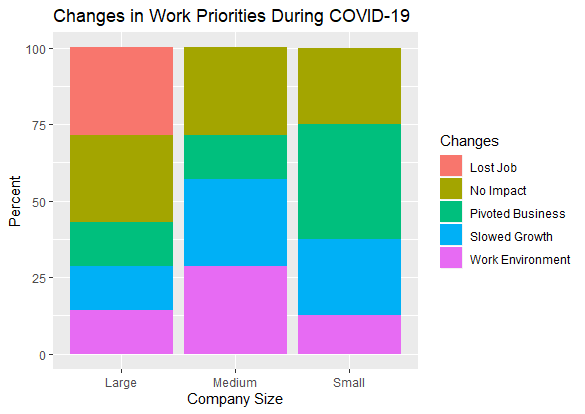 Changes in Work Priorities During COVID-19
100
75
50
25
0
Percent
Large Medium Small
Company Size
Changes
Lost Job
No Impact
Pivoted Business
Slowed Growth
Work Environment